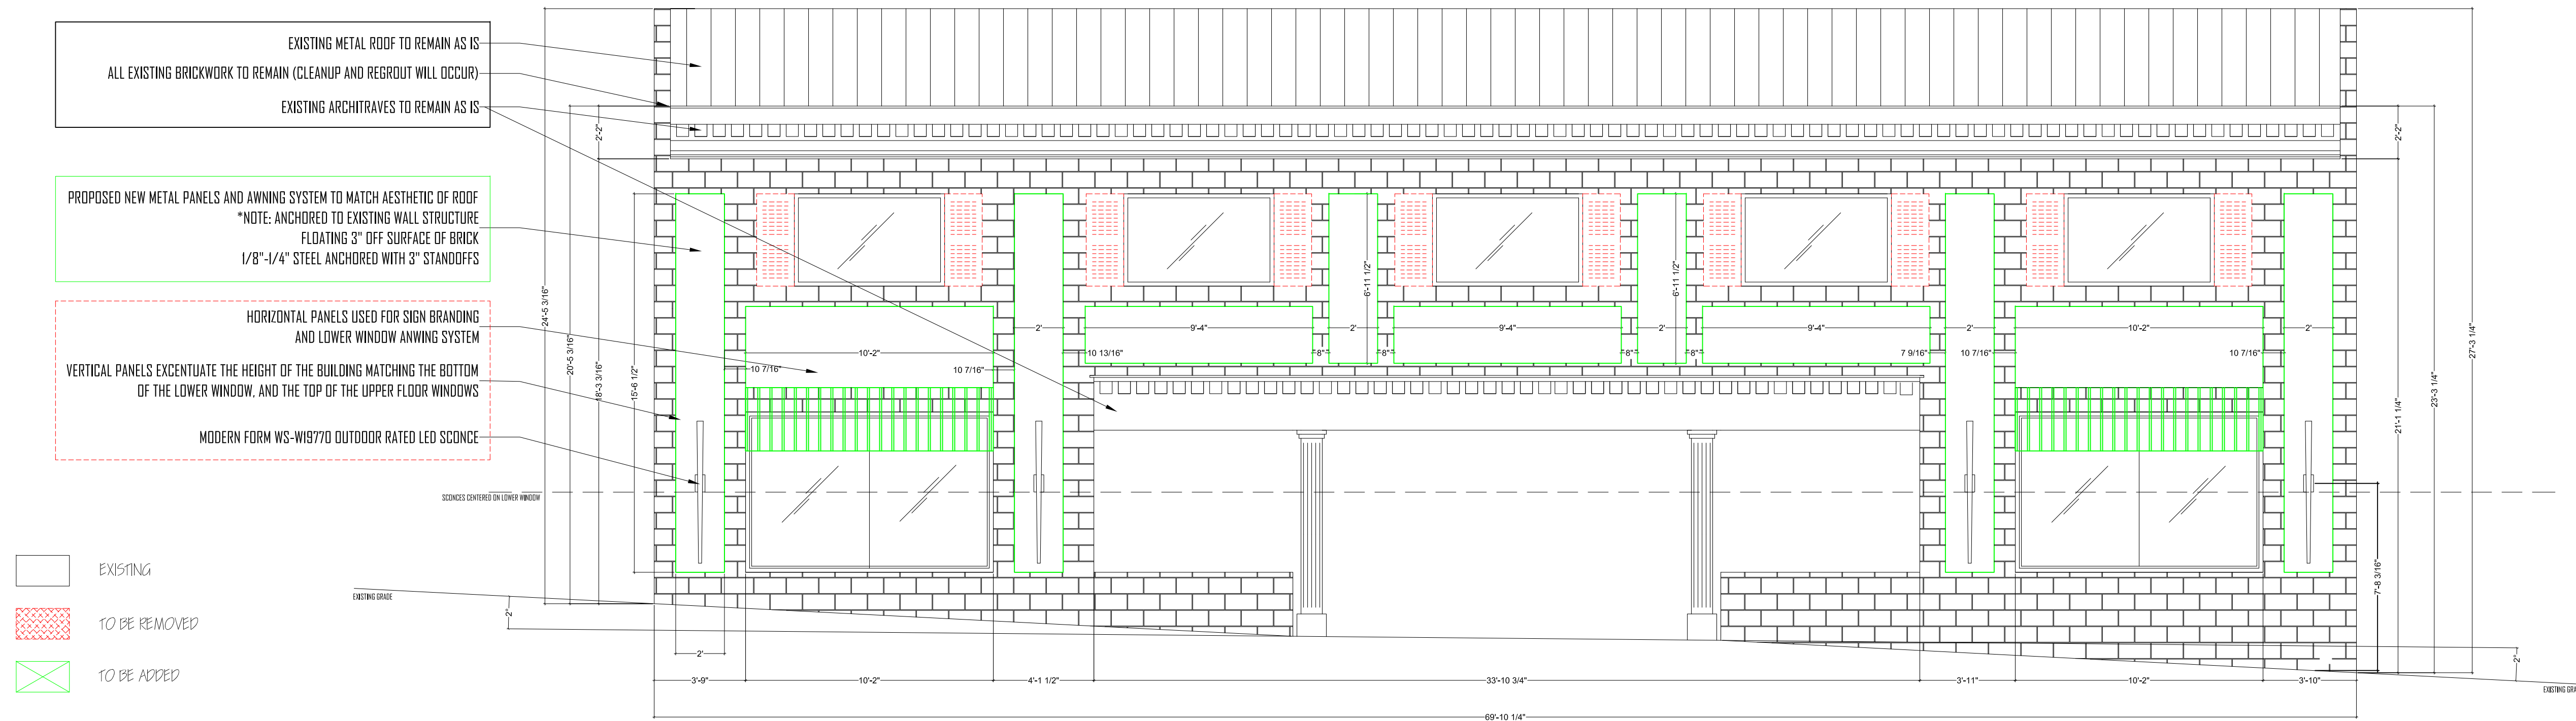 EXISTING METAL ROOF TO REMAIN AS IS
ALL EXISTING BRICKWORK TO REMAIN (CLEANUP AND REGROUT WILL OCCUR)
EXISTING ARCHITRAVES TO REMAIN AS IS
PROPOSED NEW METAL PANELS AND AWNING SYSTEM TO MATCH AESTHETIC OF ROOF
*NOTE: ANCHORED TO EXISTING WALL STRUCTURE
FLOATING 3" OFF SURFACE OF BRICK
1/8"-1/4" STEEL ANCHORED WITH 3" STANDOFFS
HORIZONTAL PANELS USED FOR SIGN BRANDING
AND LOWER WINDOW ANWING SYSTEM
VERTICAL PANELS EXCENTUATE THE HEIGHT OF THE BUILDING MATCHING THE BOTTOM
OF THE LOWER WINDOW, AND THE TOP OF THE UPPER FLOOR WINDOWS
MODERN FORM WS-W19770 OUTDOOR RATED LED SCONCE
SCONCES CENTERED ON LOWER WINDOW
EXISTING
TO BE REMOVED
TO BE ADDED
EXISTING GRADE
2"
24'-5 3/16"
20'-5 3/16"
18'-3 3/16"
2'-2"
15'-6 1/2"
2'
10'-2"
10 7/16"
10 7/16"
2'
10 13/16"
9'-4"
8"
2'
6'-11 1/2"
8"
9'-4"
8"
2'
6'-11 1/2"
8"
9'-4"
7 9/16"
2'
10 7/16"
10'-2"
10 7/16"
2'
2'-2"
21'-1 1/4"
23'-3 1/4"
27'-3 1/4"
7'-8 3/16"
2"
EXISTING GRA
3'-9"
10'-2"
4'-1 1/2"
33'-10 3/4"
3'-11"
10'-2"
3'-10"
69'-10 1/4"